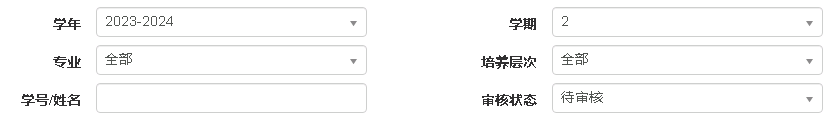 学年 2023-2024 学期 2
专业 全部 培养层次 全部
学号/姓名 审核状态 待审核